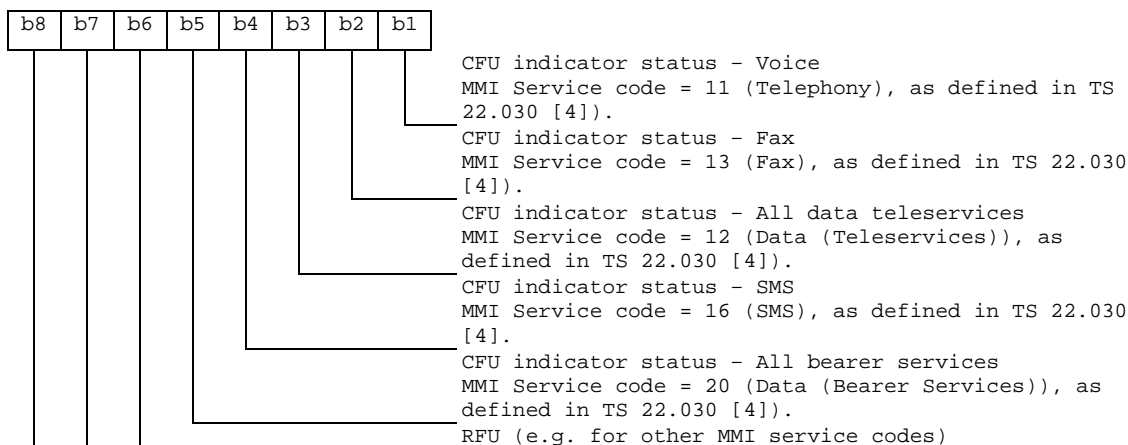 b8 b7 b6 b5 b4 b3 b2 b1
CFU indicator status – Voice
MMI Service code = 11 (Telephony), as defined in TS
22.030 [4]).
CFU indicator status – Fax
MMI Service code = 13 (Fax), as defined in TS 22.030
[4]).
CFU indicator status – All data teleservices
MMI Service code = 12 (Data (Teleservices)), as
defined in TS 22.030 [4]).
CFU indicator status – SMS
MMI Service code = 16 (SMS), as defined in TS 22.030
[4].
CFU indicator status – All bearer services
MMI Service code = 20 (Data (Bearer Services)), as
defined in TS 22.030 [4]).
RFU (e.g. for other MMI service codes)